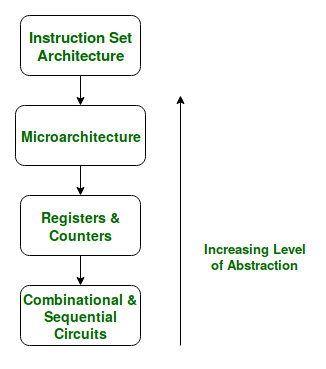 Instruction Set
Architecture
Microarchitecture
Registers &
Counters
Increasing Level
of Abstraction
Combinational &
Sequential
Circuits